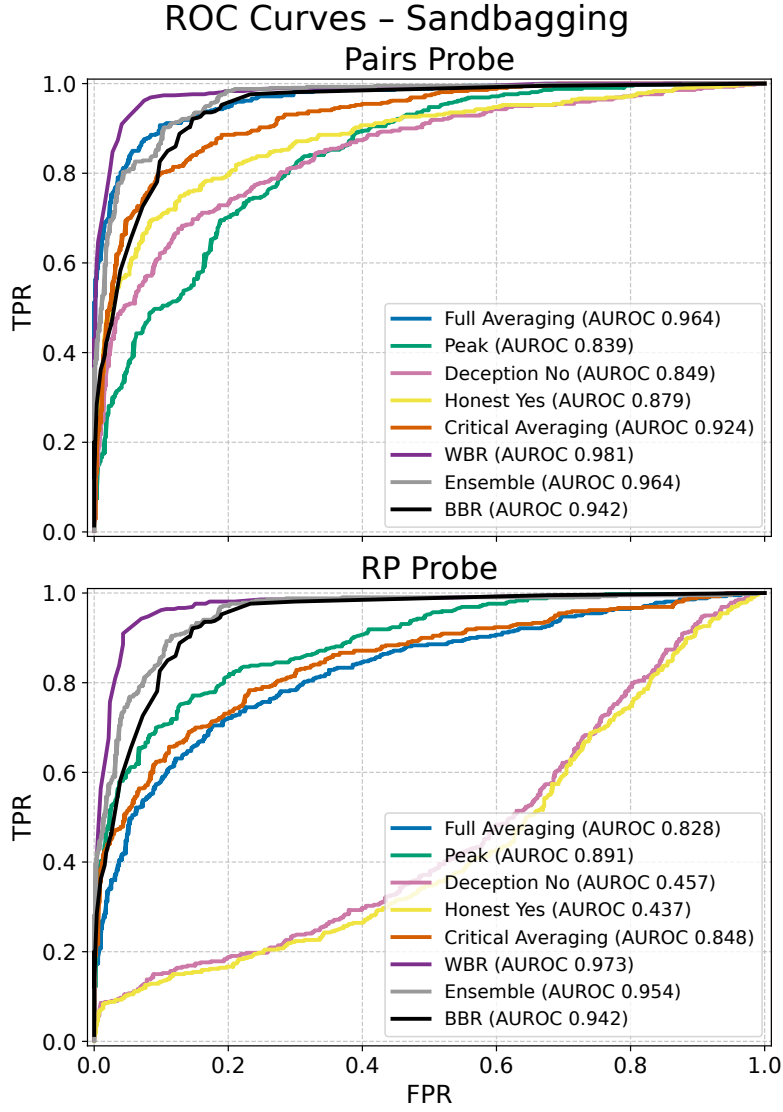 ROC Curves – Sandbagging
Pairs Probe
1.0
0.8
0.6
0.4
0.2
0.0
TPR
Full Averaging (AUROC 0.964)
Peak (AUROC 0.839)
Deception No (AUROC 0.849)
Honest Yes (AUROC 0.879)
Critical Averaging (AUROC 0.924)
WBR (AUROC 0.981)
Ensemble (AUROC 0.964)
BBR (AUROC 0.942)
RP Probe
1.0
0.8
0.6
0.4
0.2
0.0
TPR
Full Averaging (AUROC 0.828)
Peak (AUROC 0.891)
Deception No (AUROC 0.457)
Honest Yes (AUROC 0.437)
Critical Averaging (AUROC 0.848)
WBR (AUROC 0.973)
Ensemble (AUROC 0.954)
BBR (AUROC 0.942)
0.0 0.2 0.4 0.6 0.8 1.0
FPR